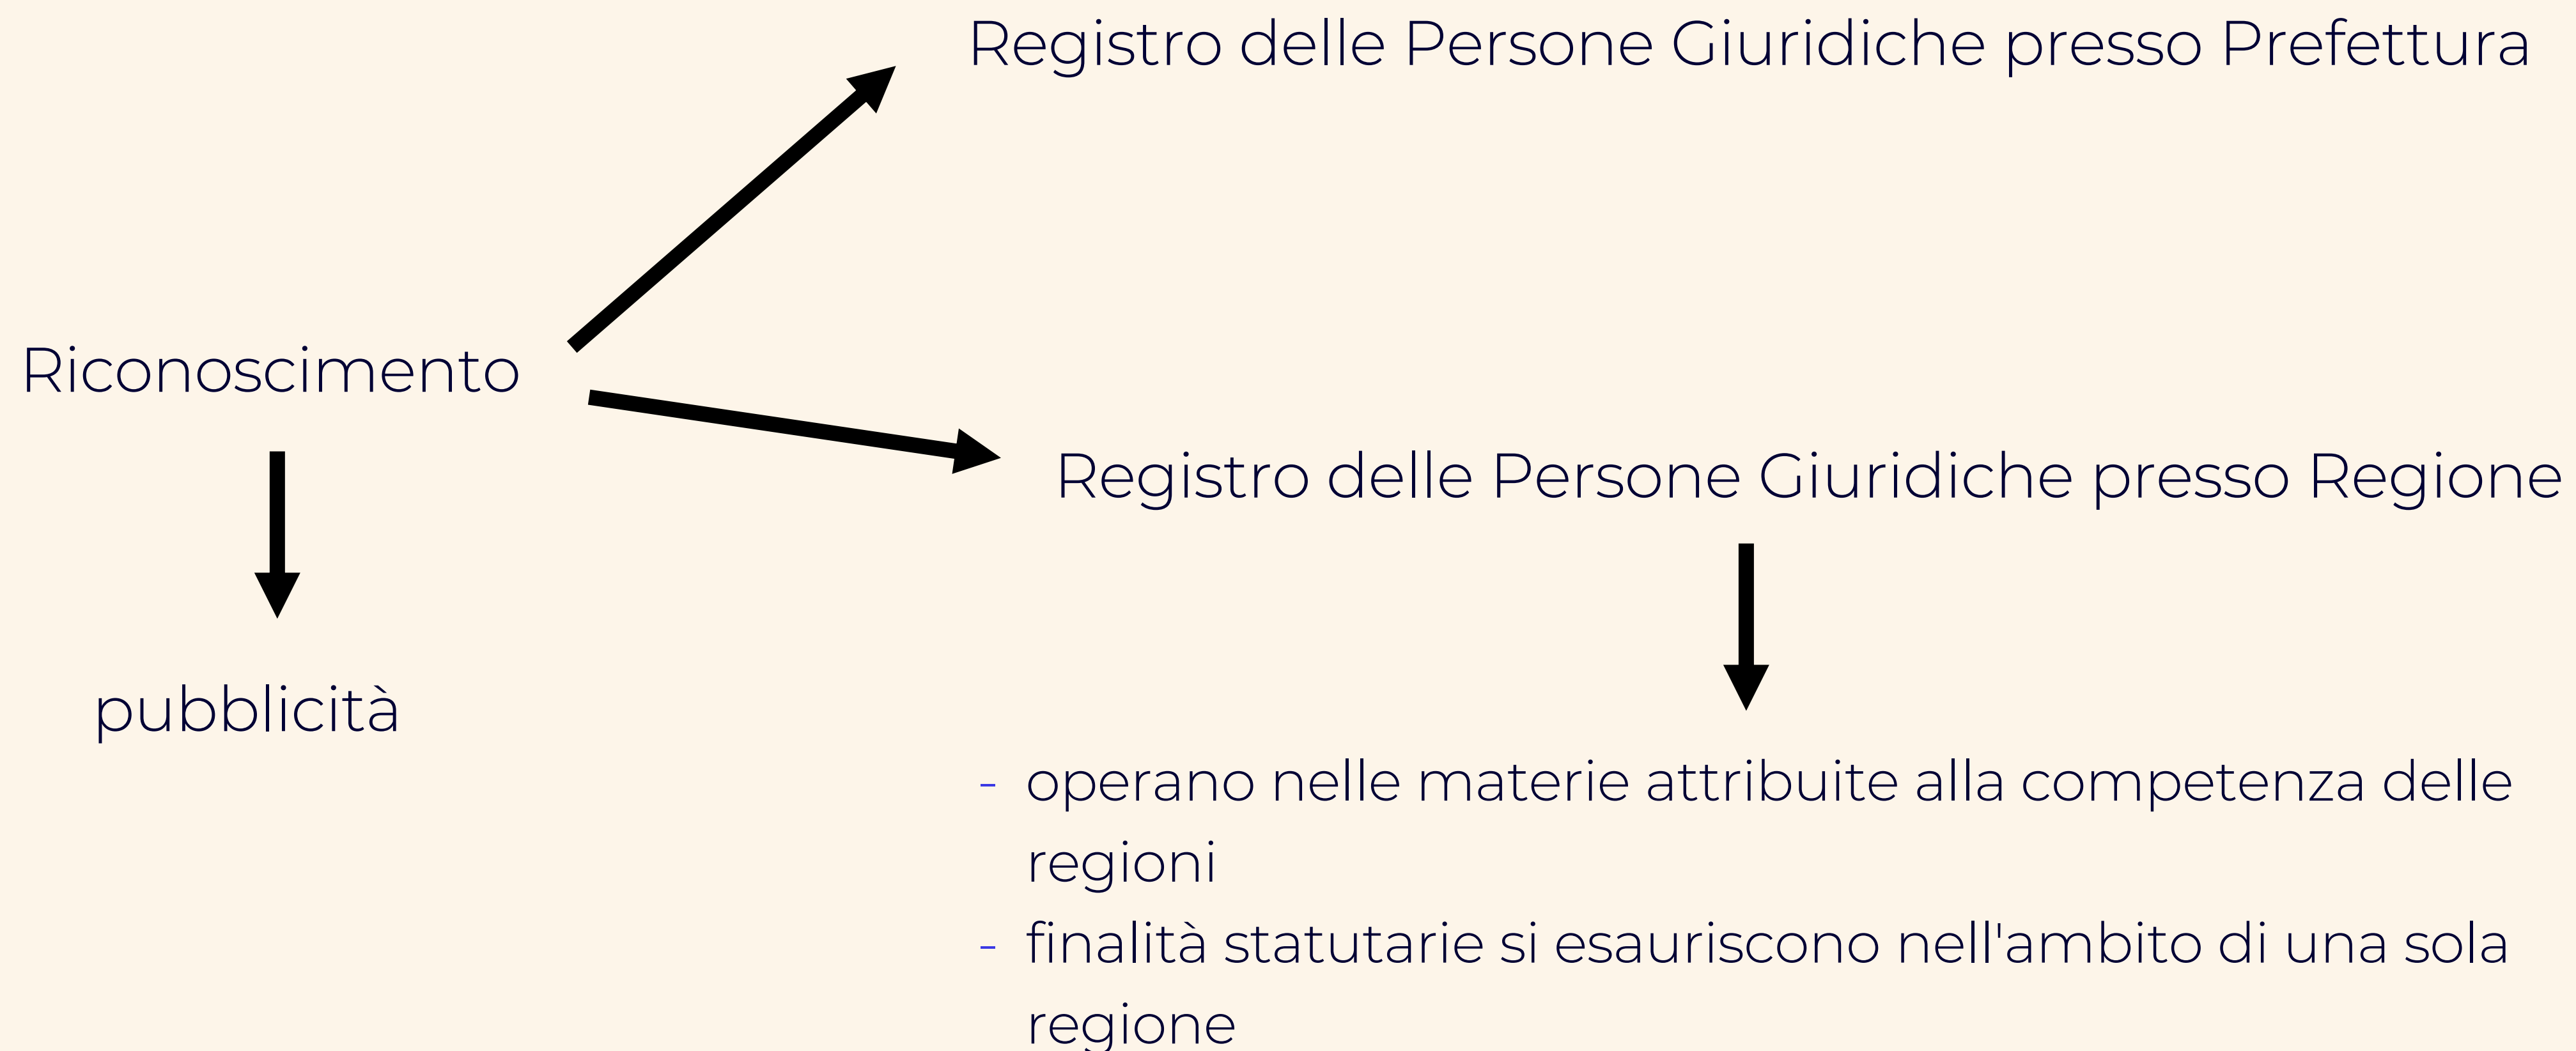 Registro delle Persone Giuridiche presso Prefettura
Riconoscimento
Registro delle Persone Giuridiche presso Regione
pubblicità
- operano nelle materie attribuite alla competenza delle
regioni
- finalità statutarie si esauriscono nell'ambito di una sola
regione